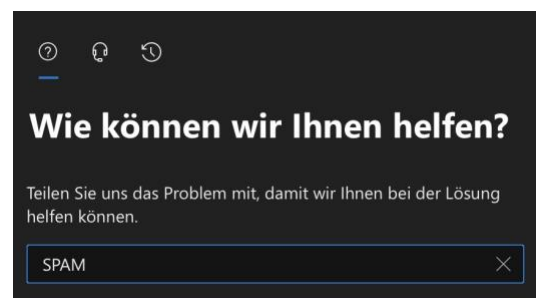 Wie können wir Ihnen helfen?
Teilen Sie uns das Problem mit, damit wir Ihnen bei der Lösung
helfen können.
SPAM